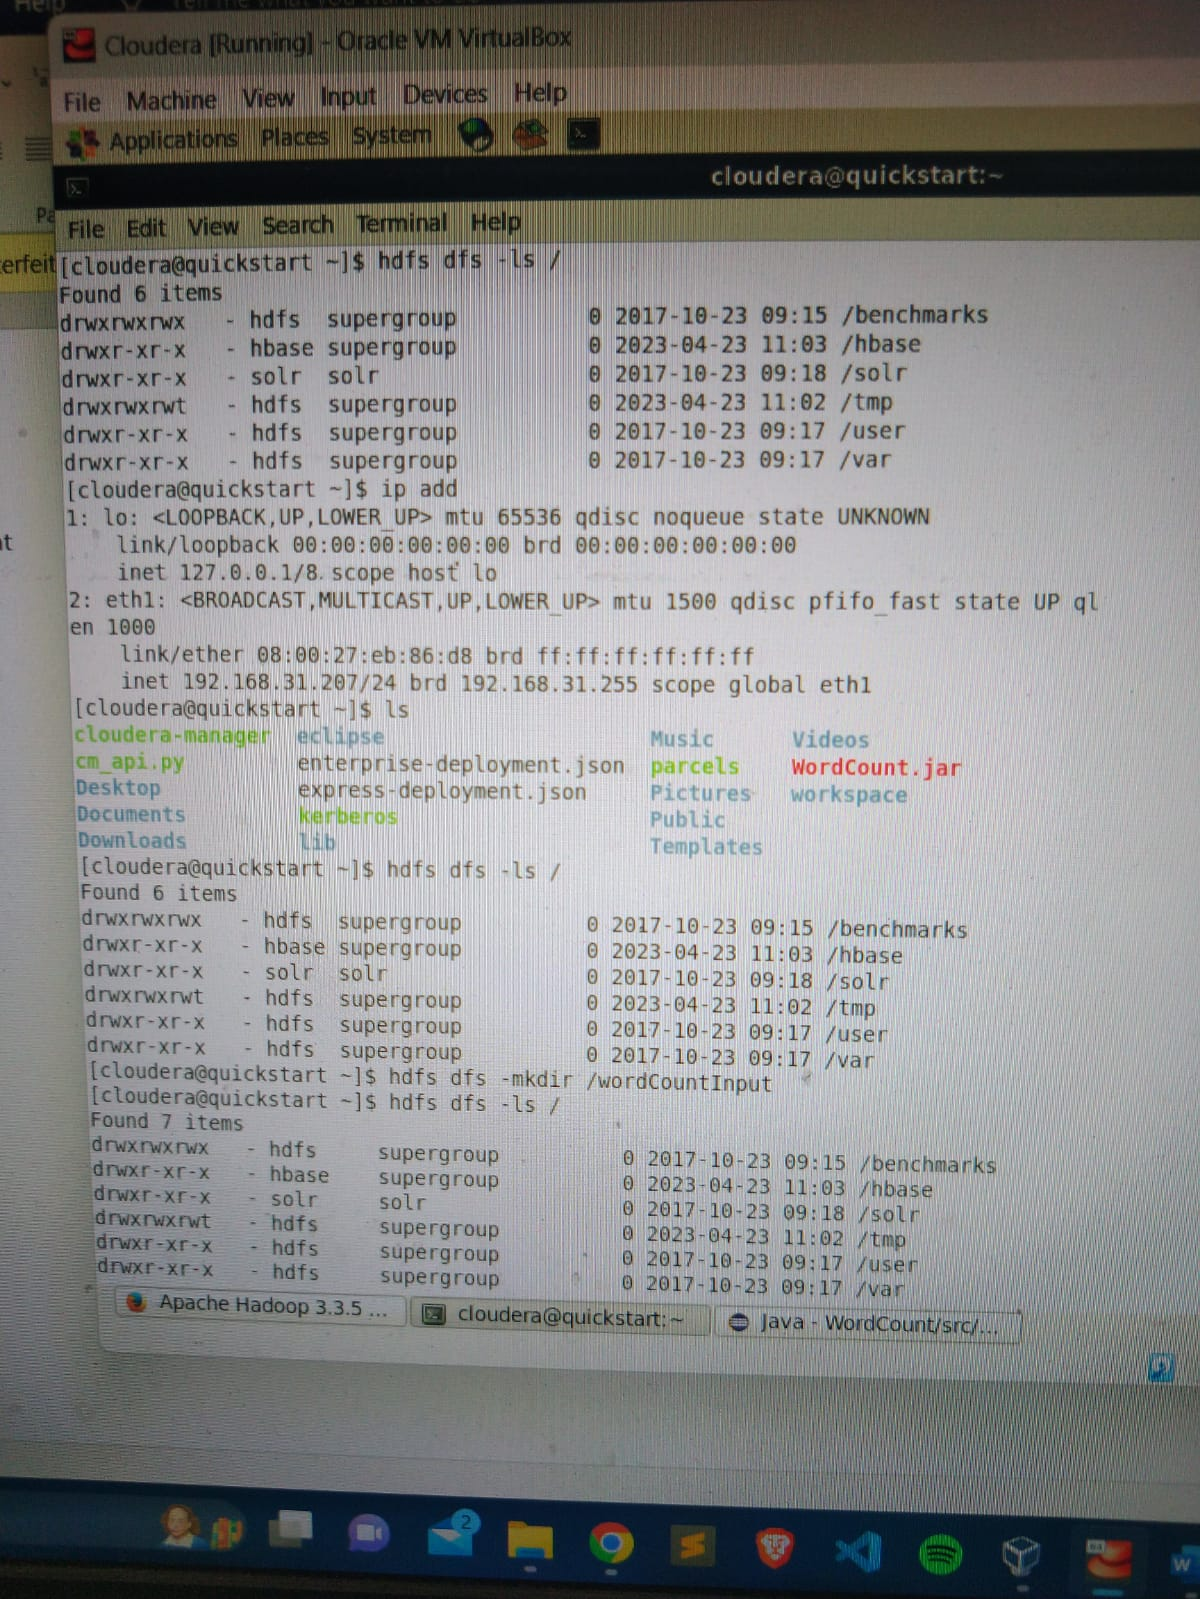 Cloudera [Running] - Oracle VM VirtualBox
File Machine View Input Devices Help
Applications Places System
cloudera@quickstart:~
File Edit View Search Terminal Help
[cloudera@quickstart ~]$ hdfs dfs -ls /
Found 6 items
drwxrwxrwx - hdfs supergroup 0 2017-10-23 09:15 /benchmarks
drwxr-xr-x - hbase supergroup 0 2023-04-23 11:03 /hbase
drwxr-xr-x - solr solr 0 2017-10-23 09:18 /solr
drwxrwxrwt - hdfs supergroup 0 2023-04-23 11:02 /tmp
drwxr-xr-x - hdfs supergroup 0 2017-10-23 09:17 /user
drwxr-xr-x - hdfs supergroup 0 2017-10-23 09:17 /var
[cloudera@quickstart ~]$ ip add
1: lo: <LOOPBACK,UP,LOWER_UP> mtu 65536 qdisc noqueue state UNKNOWN
link/loopback 00:00:00:00:00:00 brd 00:00:00:00:00:00
inet 127.0.0.1/8 scope host lo
2: eth1: <BROADCAST,MULTICAST,UP,LOWER_UP> mtu 1500 qdisc pfifo_fast state UP ql
en 1000
link/ether 08:00:27:eb:86:d8 brd ff:ff:ff:ff:ff:ff
inet 192.168.31.207/24 brd 192.168.31.255 scope global eth1
[cloudera@quickstart ~]$ ls
cloudera-manager eclipse Music Videos
cm_api.py enterprise-deployment.json parcels WordCount.jar
Desktop express-deployment.json Pictures workspace
Documents kerberos Public
Downloads lib Templates
[cloudera@quickstart ~]$ hdfs dfs -ls /
Found 6 items
drwxrwxrwx - hdfs supergroup 0 2017-10-23 09:15 /benchmarks
drwxr-xr-x - hbase supergroup 0 2023-04-23 11:03 /hbase
drwxr-xr-x - solr solr 0 2017-10-23 09:18 /solr
drwxrwxrwt - hdfs supergroup 0 2023-04-23 11:02 /tmp
drwxr-xr-x - hdfs supergroup 0 2017-10-23 09:17 /user
drwxr-xr-x - hdfs supergroup 0 2017-10-23 09:17 /var
[cloudera@quickstart ~]$ hdfs dfs -mkdir /wordCountInput
[cloudera@quickstart ~]$ hdfs dfs -ls /
Found 7 items
drwxrwxrwx - hdfs supergroup 0 2017-10-23 09:15 /benchmarks
drwxr-xr-x - hbase supergroup 0 2023-04-23 11:03 /hbase
drwxr-xr-x - solr solr 0 2017-10-23 09:18 /solr
drwxrwxrwt - hdfs supergroup 0 2023-04-23 11:02 /tmp
drwxr-xr-x - hdfs supergroup 0 2017-10-23 09:17 /user
drwxr-xr-x - hdfs supergroup 0 2017-10-23 09:17 /var
Apache Hadoop 3.3.5 ... cloudera@quickstart:~ Java - WordCount/src/...
2